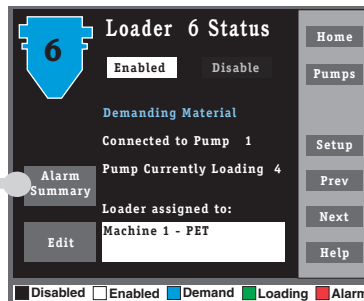 6
Loader 6 Status
Enabled
Disable
Demanding Material
Connected to Pump 1
Pump Currently Loading 4
Loader assigned to:
Machine 1 - PET
Alarm
Summary
Edit
Home
Pumps
Setup
Prev
Next
Help
Disabled Enabled Demand Loading Alarm